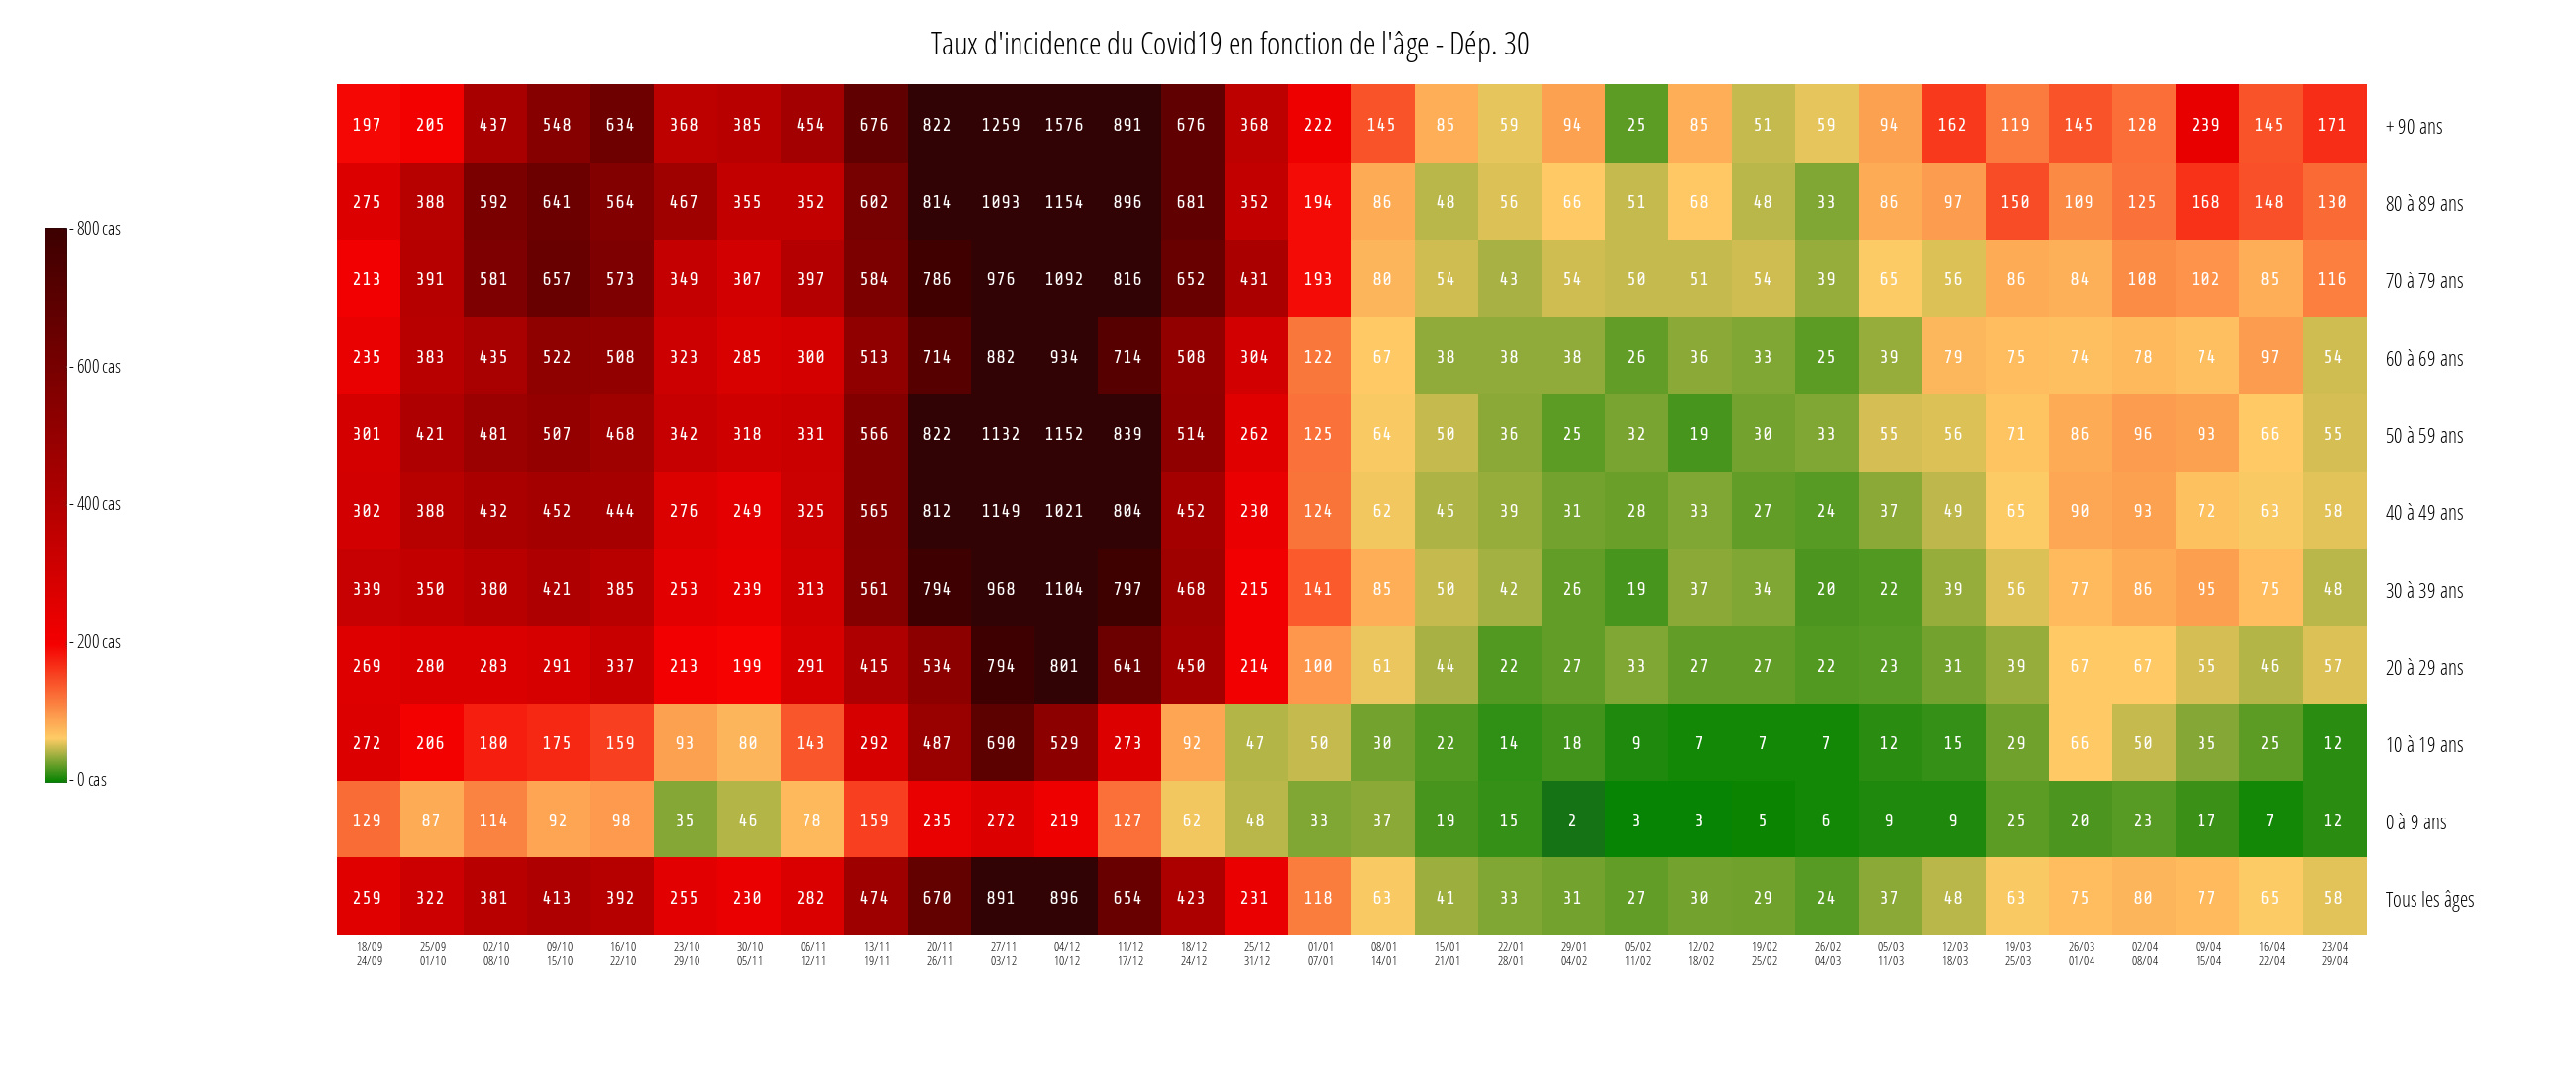 Taux d'incidence du Covid19 en fonction de l'âge - Dép. 30
197 205 437 548 634 368 385 454 676 822 1259 1576 891 676 368 222 145 85 59 94 25 85 51 59 94 162 119 145 128 239 145 171 + 90 ans
275 388 592 641 564 467 355 352 602 814 1093 1154 896 681 352 194 86 48 56 66 51 68 48 33 86 97 150 109 125 168 148 130 80 à 89 ans
213 391 581 657 573 349 307 397 584 786 976 1092 816 652 431 193 80 54 43 54 50 51 54 39 65 56 86 84 108 102 85 116 70 à 79 ans
235 383 435 522 508 323 285 300 513 714 882 934 714 508 304 122 67 38 38 38 26 36 33 25 39 79 75 74 78 74 97 54 60 à 69 ans
301 421 481 507 468 342 318 331 566 822 1132 1152 839 514 262 125 64 50 36 25 32 19 30 33 55 56 71 86 96 93 66 55 50 à 59 ans
302 388 432 452 444 276 249 325 565 812 1149 1021 804 452 230 124 62 45 39 31 28 33 27 24 37 49 65 90 93 72 63 58 40 à 49 ans
339 350 380 421 385 253 239 313 561 794 968 1104 797 468 215 141 85 50 42 26 19 37 34 20 22 39 56 77 86 95 75 48 30 à 39 ans
269 280 283 291 337 213 199 291 415 534 794 801 641 450 214 100 61 44 22 27 33 27 27 22 23 31 39 67 67 55 46 57 20 à 29 ans
272 206 180 175 159 93 80 143 292 487 690 529 273 92 47 50 30 22 14 18 9 7 7 7 12 15 29 66 50 35 25 12 10 à 19 ans
129 87 114 92 98 35 46 78 159 235 272 219 127 62 48 33 37 19 15 2 3 3 5 6 9 9 25 20 23 17 7 12 0 à 9 ans
259 322 381 413 392 255 230 282 474 670 891 896 654 423 231 118 63 41 33 31 27 30 29 24 37 48 63 75 80 77 65 58 Tous les âges
18/09 25/09 02/10 09/10 16/10 23/10 30/10 06/11 13/11 20/11 27/11 04/12 11/12 18/12 25/12 01/01 08/01 15/01 22/01 29/01 05/02 12/02 19/02 26/02 05/03 12/03 19/03 26/03 02/04 09/04 16/04 23/04
24/09 01/10 08/10 15/10 22/10 29/10 05/11 12/11 19/11 26/11 03/12 10/12 17/12 24/12 31/12 07/01 14/01 21/01 28/01 04/02 11/02 18/02 25/02 04/03 11/03 18/03 25/03 01/04 08/04 15/04 22/04 29/04
- 800 cas
- 600 cas
- 400 cas
- 200 cas
- 0 cas